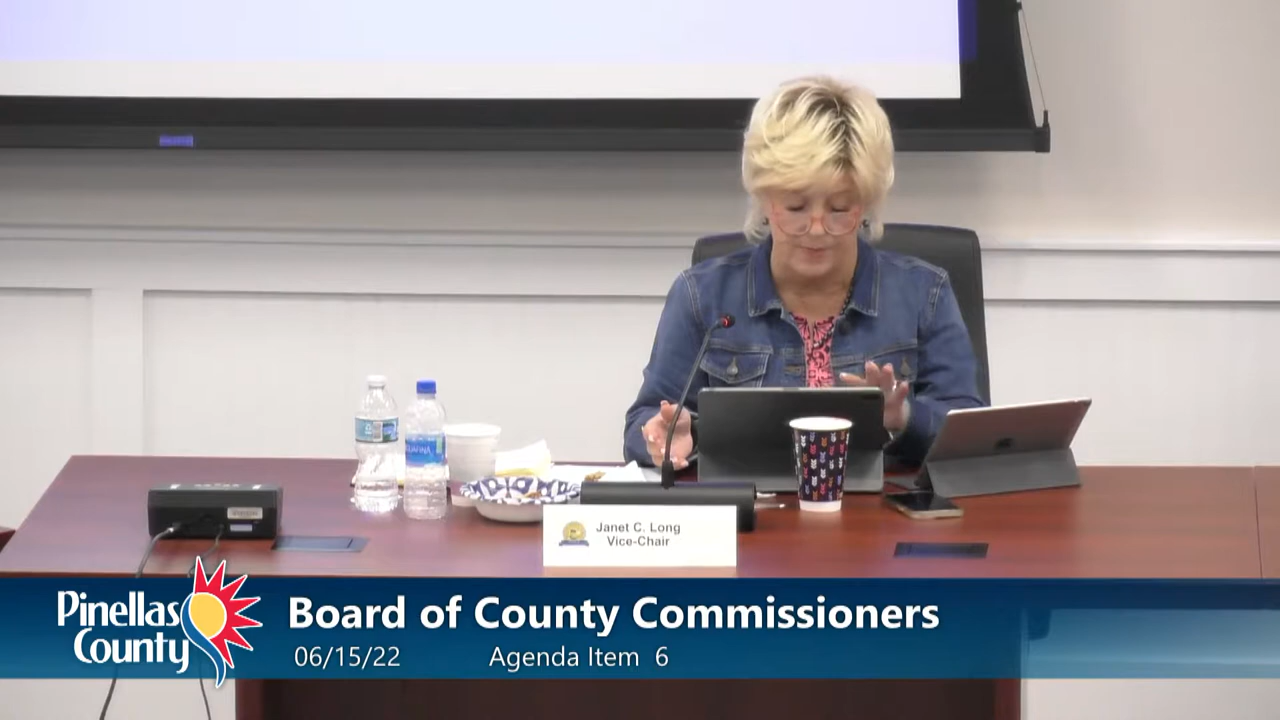 Janet C. Long
Vice-Chair
Pinellas
County
Board of County Commissioners
06/15/22 Agenda Item 6